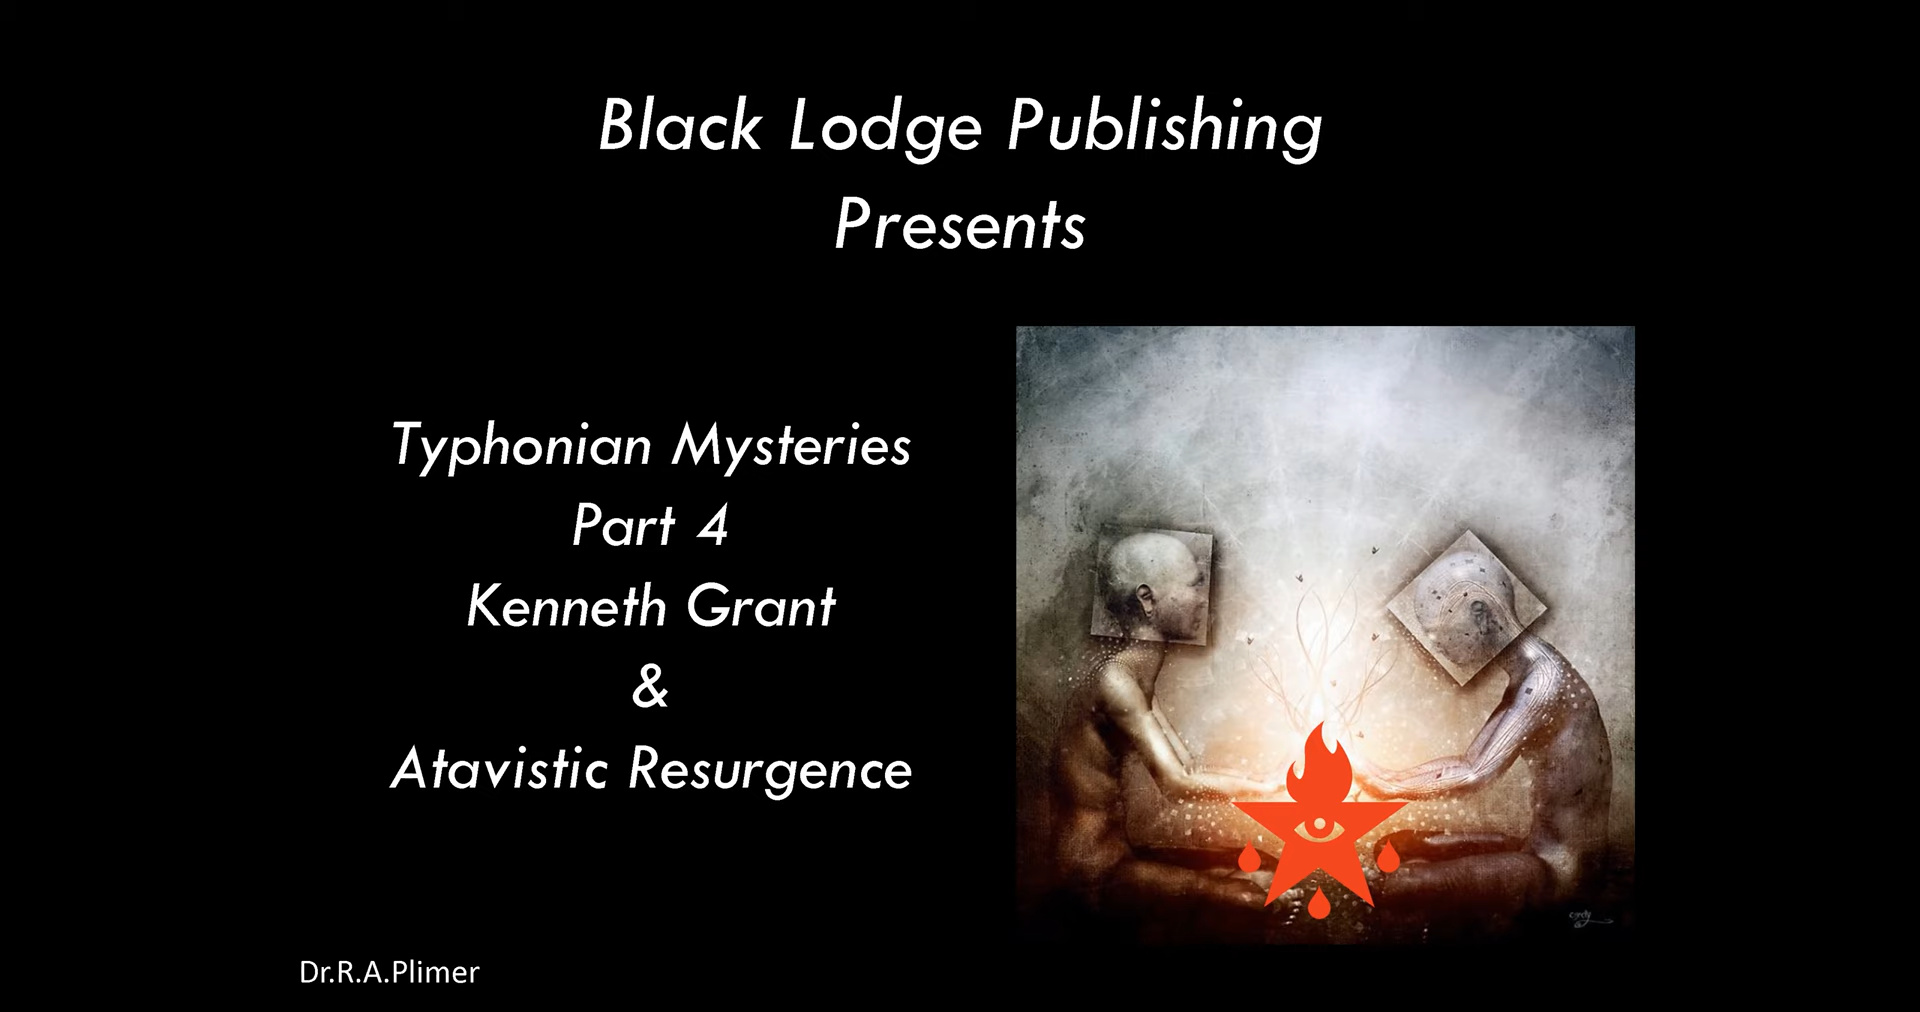 Black Lodge Publishing
Presents
Typhonian Mysteries
Part 4
Kenneth Grant
&
Atavistic Resurgence
Dr.R.A.Plimer